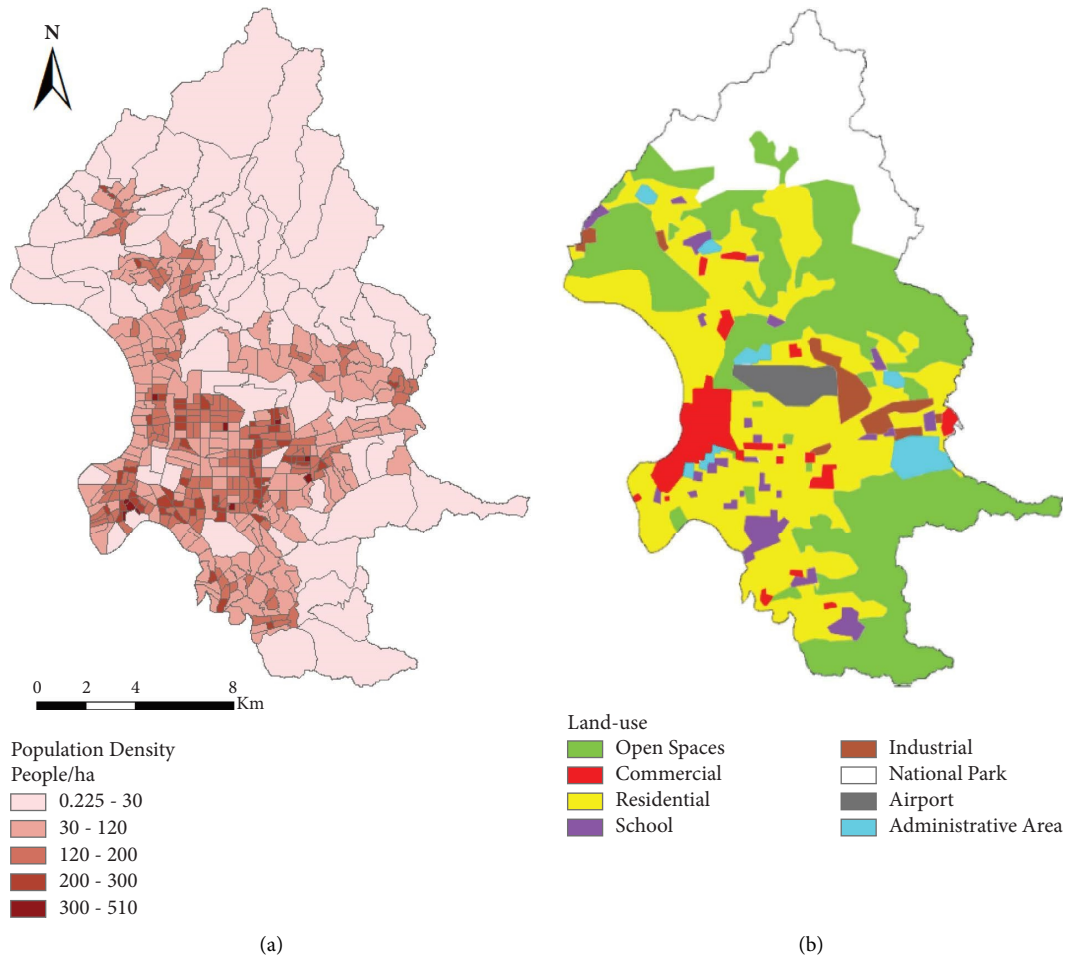 N
0 2 4 8
Km
Population Density
People/ha
0.225 - 30
30 - 120
120 - 200
200 - 300
300 - 510
(a)
Land-use
Open Spaces
Commercial
Residential
School
Industrial
National Park
Airport
Administrative Area
(b)